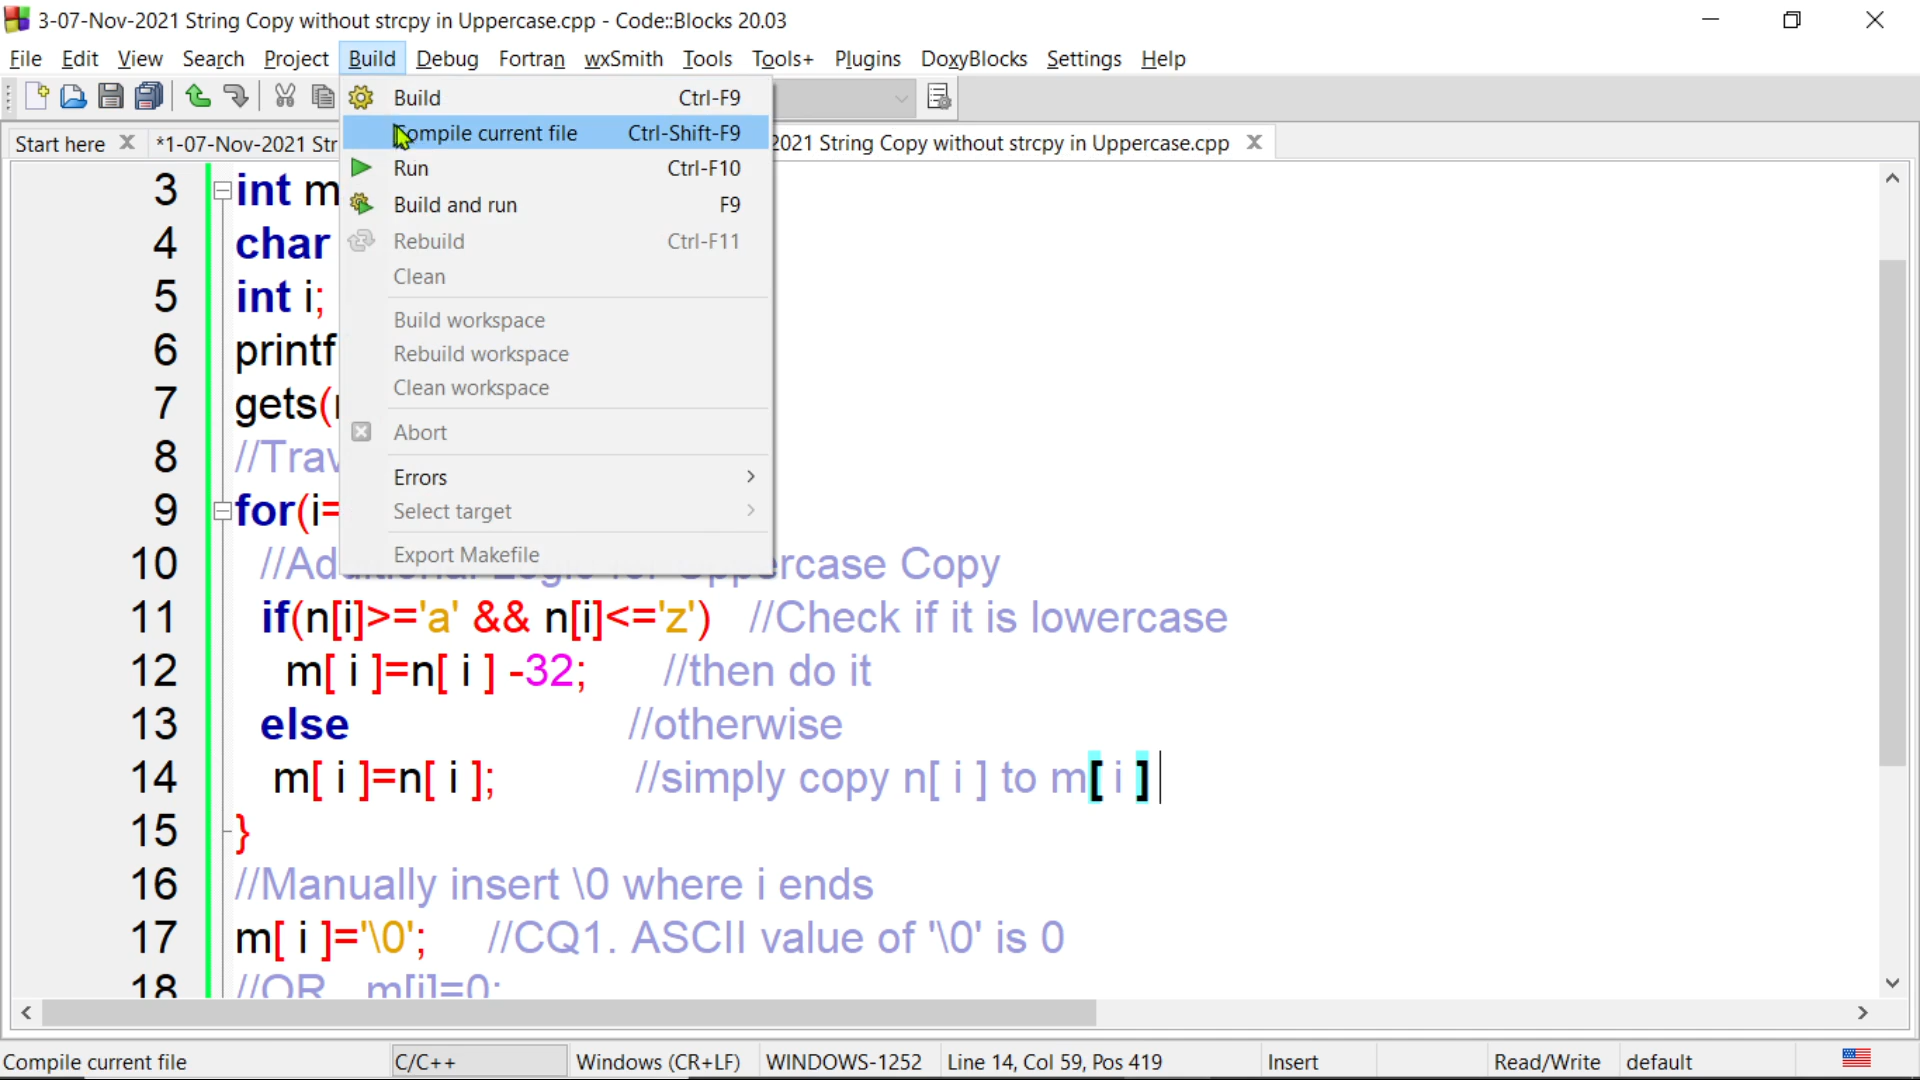 3-07-Nov-2021 String Copy without strcpy in Uppercase.cpp - Code::Blocks 20.03
File Edit View Search Project Build Debug Fortran wxSmith Tools Tools+ Plugins DoxyBlocks Settings Help
Build Ctrl-F9
Start here *1-07-Nov-2021 Str 2021 String Copy without strcpy in Uppercase.cpp
Compile current file Ctrl-Shift-F9
Run Ctrl-F10
Build and run F9
Rebuild Ctrl-F11
Clean
Build workspace
Rebuild workspace
Clean workspace
Abort
Errors
Select target
Export Makefile
3 int m
4 char
5 int i;
6 printf
7 gets(
8 //Trav
9 for(i=
10 //Additional Logic for Uppercase Copy
11 if(n[i]>='a' && n[i]<='z') //Check if it is lowercase
12 m[ i ]=n[ i ] -32; //then do it
13 else //otherwise
14 m[ i ]=n[ i ]; //simply copy n[ i ] to m[ i ]
15 }
16 //Manually insert \0 where i ends
17 m[ i ]='\0'; //CQ1. ASCII value of '\0' is 0
18 //OR m[i]=0;
Compile current file C/C++ Windows (CR+LF) WINDOWS-1252 Line 14, Col 59, Pos 419 Insert Read/Write default